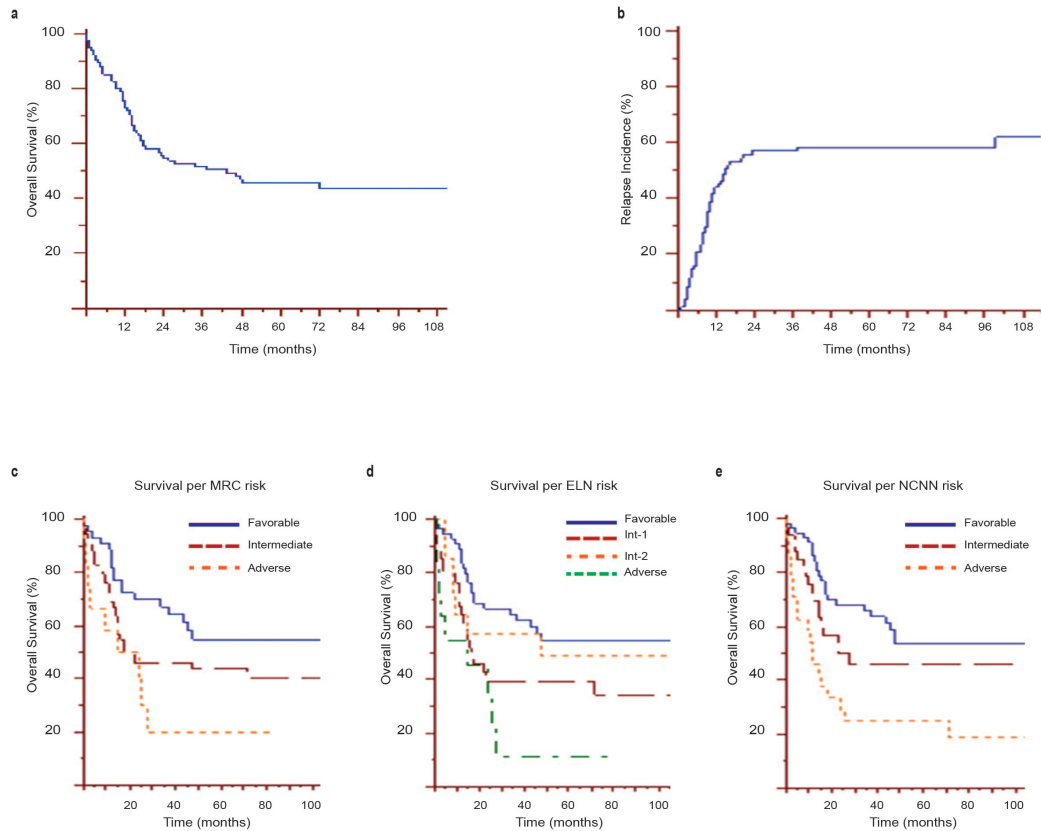 a
Overall Survival (%)
100
80
60
40
20
12 24 36 48 60 72 84 96 108
Time (months)
b
Relapse Incidence (%)
100
80
60
40
20
12 24 36 48 60 72 84 96 108
Time (months)
c
Survival per MRC risk
Favorable
Intermediate
Adverse
Overall Survival (%)
100
80
60
40
20
20 40 60 80 100
Time (months)
d
Survival per ELN risk
Favorable
Int-1
Int-2
Adverse
Overall Survival (%)
100
80
60
40
20
20 40 60 80 100
Time (months)
e
Survival per NCNN risk
Favorable
Intermediate
Adverse
Overall Survival (%)
100
80
60
40
20
20 40 60 80 100
Time (months)